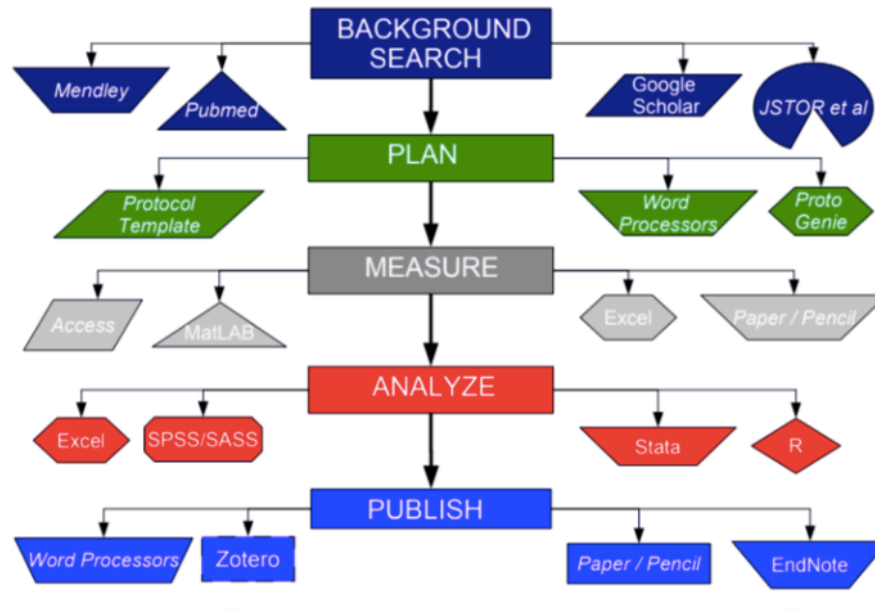 BACKGROUND
SEARCH
Mendley
Pubmed
Google
Scholar
JSTOR et al
PLAN
Protocol
Template
Word
Processors
Proto
Genie
MEASURE
Access
MatLAB
Excel
Paper / Pencil
ANALYZE
Excel
SPSS/SASS
Stata
R
PUBLISH
Word Processors
Zotero
Paper / Pencil
EndNote